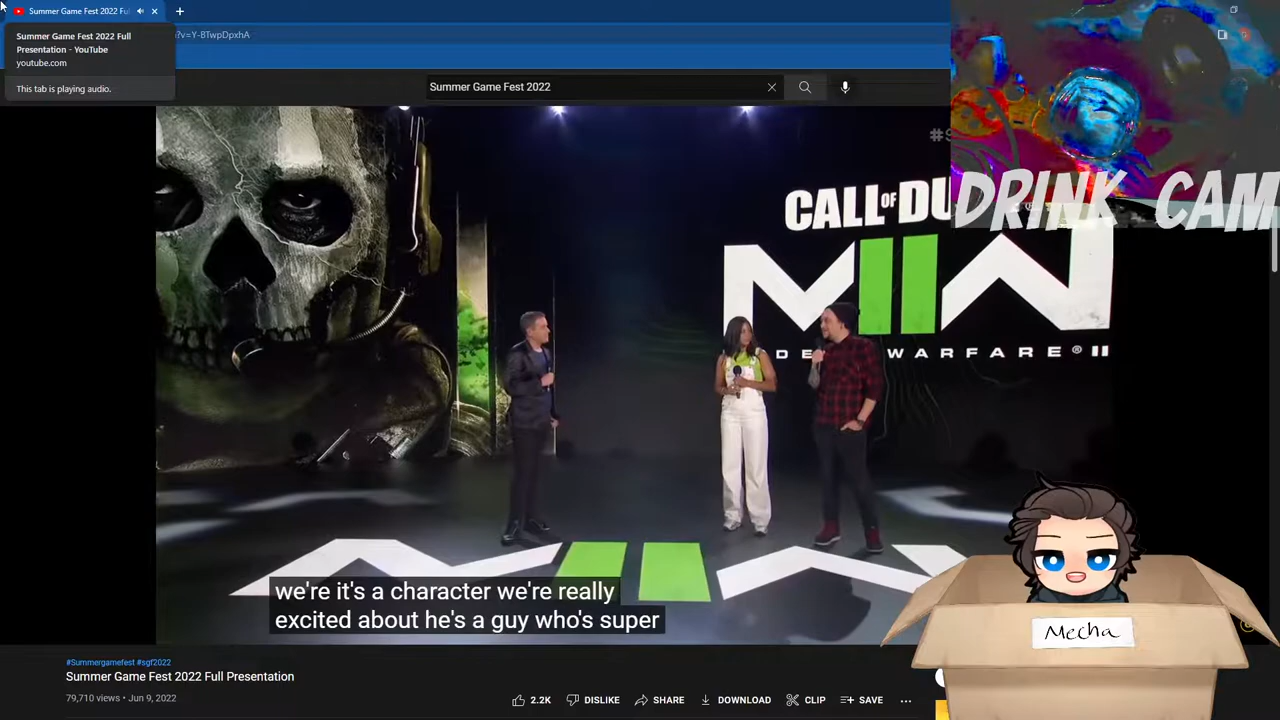 Summer Game Fest 2022 Ful
Summer Game Fest 2022 Full
Presentation - YouTube
youtube.com
This tab is playing audio.
?v=Y-BTwpDpxhA
Summer Game Fest 2022
DRINK CAM
CALL OF DU
MIIW
WARFARE® II
we're it's a character we're really
excited about he's a guy who's super
Mecha
#Summergamefest #sgf2022
Summer Game Fest 2022 Full Presentation
79,710 views • Jun 9, 2022
2.2K
DISLIKE
SHARE
DOWNLOAD
CLIP
SAVE